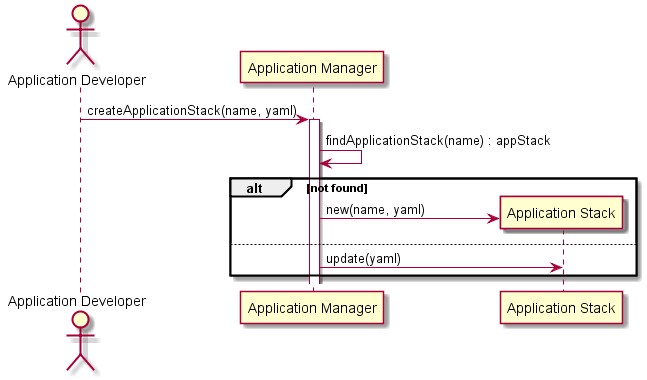 Application Developer
Application Manager
createApplicationStack(name, yaml)
findApplicationStack(name) : appStack
alt
[not found]
new(name, yaml)
Application Stack
update(yaml)
Application Developer
Application Manager
Application Stack